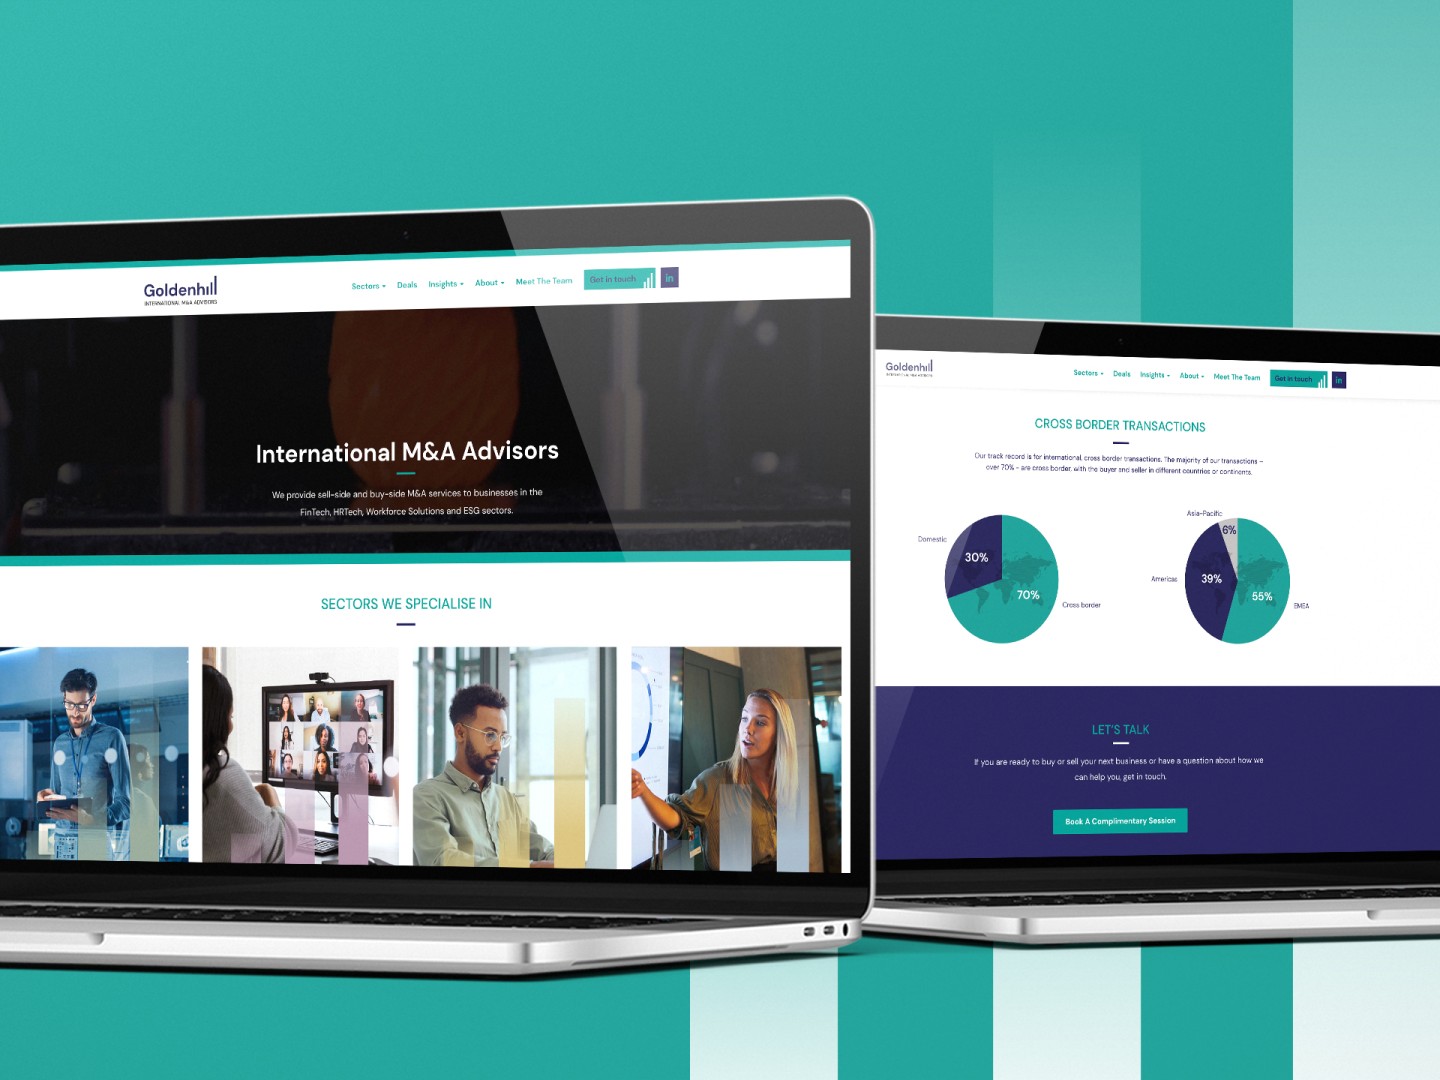 Goldenhill
INTERNATIONAL M&A ADVISORS
Sectors
Deals
Insights
About
Meet The Team
Get in touch
in
International M&A Advisors
We provide sell-side and buy-side M&A services to businesses in the
FinTech, HRTech, Workforce Solutions and ESG sectors.
SECTORS WE SPECIALISE IN
Goldenhill
INTERNATIONAL M&A ADVISORS
Sectors
Deals
Insights
About
Meet The Team
Get in touch
in
CROSS BORDER TRANSACTIONS
Our track record is for international, cross border transactions. The majority of our transactions –
over 70% – are cross border, with the buyer and seller in different countries or continents.
Domestic
30%
70%
Cross border
Asia-Pacific
6%
Americas
39%
55%
EMEA
LET'S TALK
If you are ready to buy or sell your next business or have a question about how we
can help you, get in touch.
Book A Complimentary Session